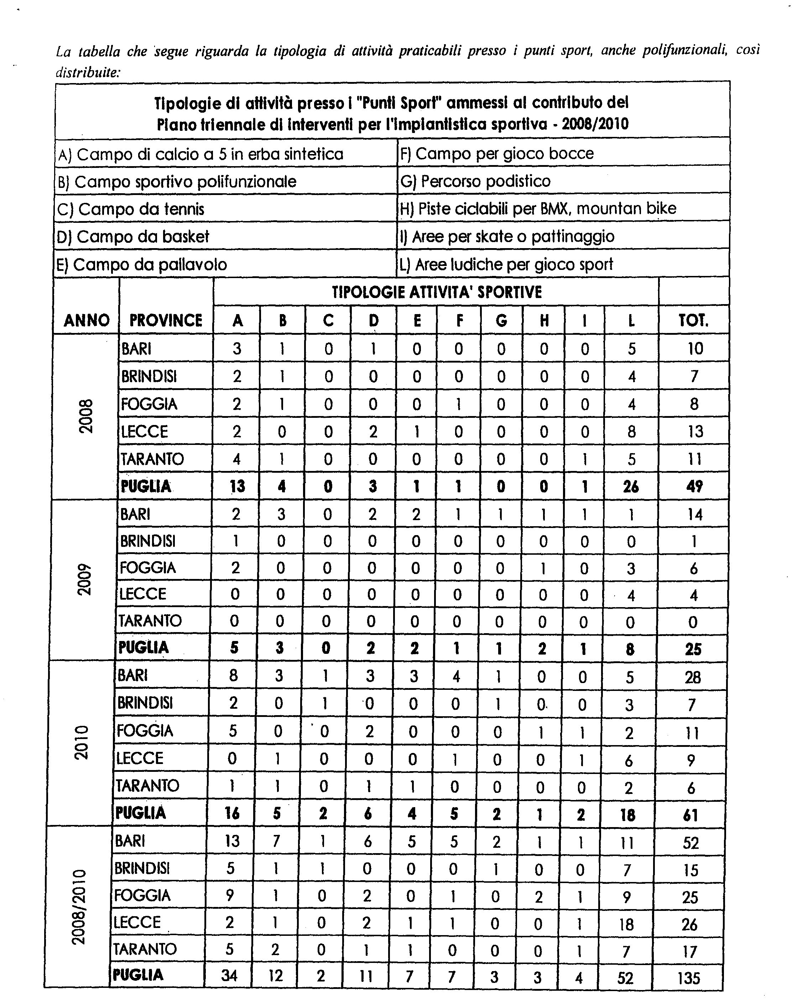 La tabella che segue riguarda la tipologia di attività praticabili presso i punti sport, anche polifunzionali, così
distribuite:
Tipologie di attività presso i "Punti Sport" ammessi al contributo del
Piano triennale di interventi per l'impiantistica sportiva - 2008/2010
A) Campo di calcio a 5 in erba sintetica F) Campo per gioco bocce
B) Campo sportivo polifunzionale G) Percorso podistico
C) Campo da tennis H) Piste ciclabili per BMX, mountan bike
D) Campo da basket I) Aree per skate o pattinaggio
E) Campo da pallavolo L) Aree ludiche per gioco sport
TIPOLOGIE ATTIVITA' SPORTIVE
ANNO PROVINCE A B C D E F G H I L TOT.
2008
BARI 3 1 0 1 0 0 0 0 0 5 10
BRINDISI 2 1 0 0 0 0 0 0 0 4 7
FOGGIA 2 1 0 0 0 1 0 0 0 4 8
LECCE 2 0 0 2 1 0 0 0 0 8 13
TARANTO 4 1 0 0 0 0 0 0 1 5 11
PUGLIA 13 4 0 3 1 1 0 0 1 26 49
2009
BARI 2 3 0 2 2 1 1 1 1 1 14
BRINDISI 1 0 0 0 0 0 0 0 0 0 1
FOGGIA 2 0 0 0 0 0 0 1 0 3 6
LECCE 0 0 0 0 0 0 0 0 0 4 4
TARANTO 0 0 0 0 0 0 0 0 0 0 0
PUGLIA 5 3 0 2 2 1 1 2 1 8 25
2010
BARI 8 3 1 3 3 4 1 0 0 5 28
BRINDISI 2 0 1 0 0 0 1 0 0 3 7
FOGGIA 5 0 0 2 0 0 0 1 1 2 11
LECCE 0 1 0 0 0 1 0 0 1 6 9
TARANTO 1 1 0 1 1 0 0 0 0 2 6
PUGLIA 16 5 2 6 4 5 2 1 2 18 61
2008/2010
BARI 13 7 1 6 5 5 2 1 1 11 52
BRINDISI 5 1 1 0 0 0 1 0 0 7 15
FOGGIA 9 1 0 2 0 1 0 2 1 9 25
LECCE 2 1 0 2 1 1 0 0 1 18 26
TARANTO 5 2 0 1 1 0 0 0 1 7 17
PUGLIA 34 12 2 11 7 7 3 3 4 52 135